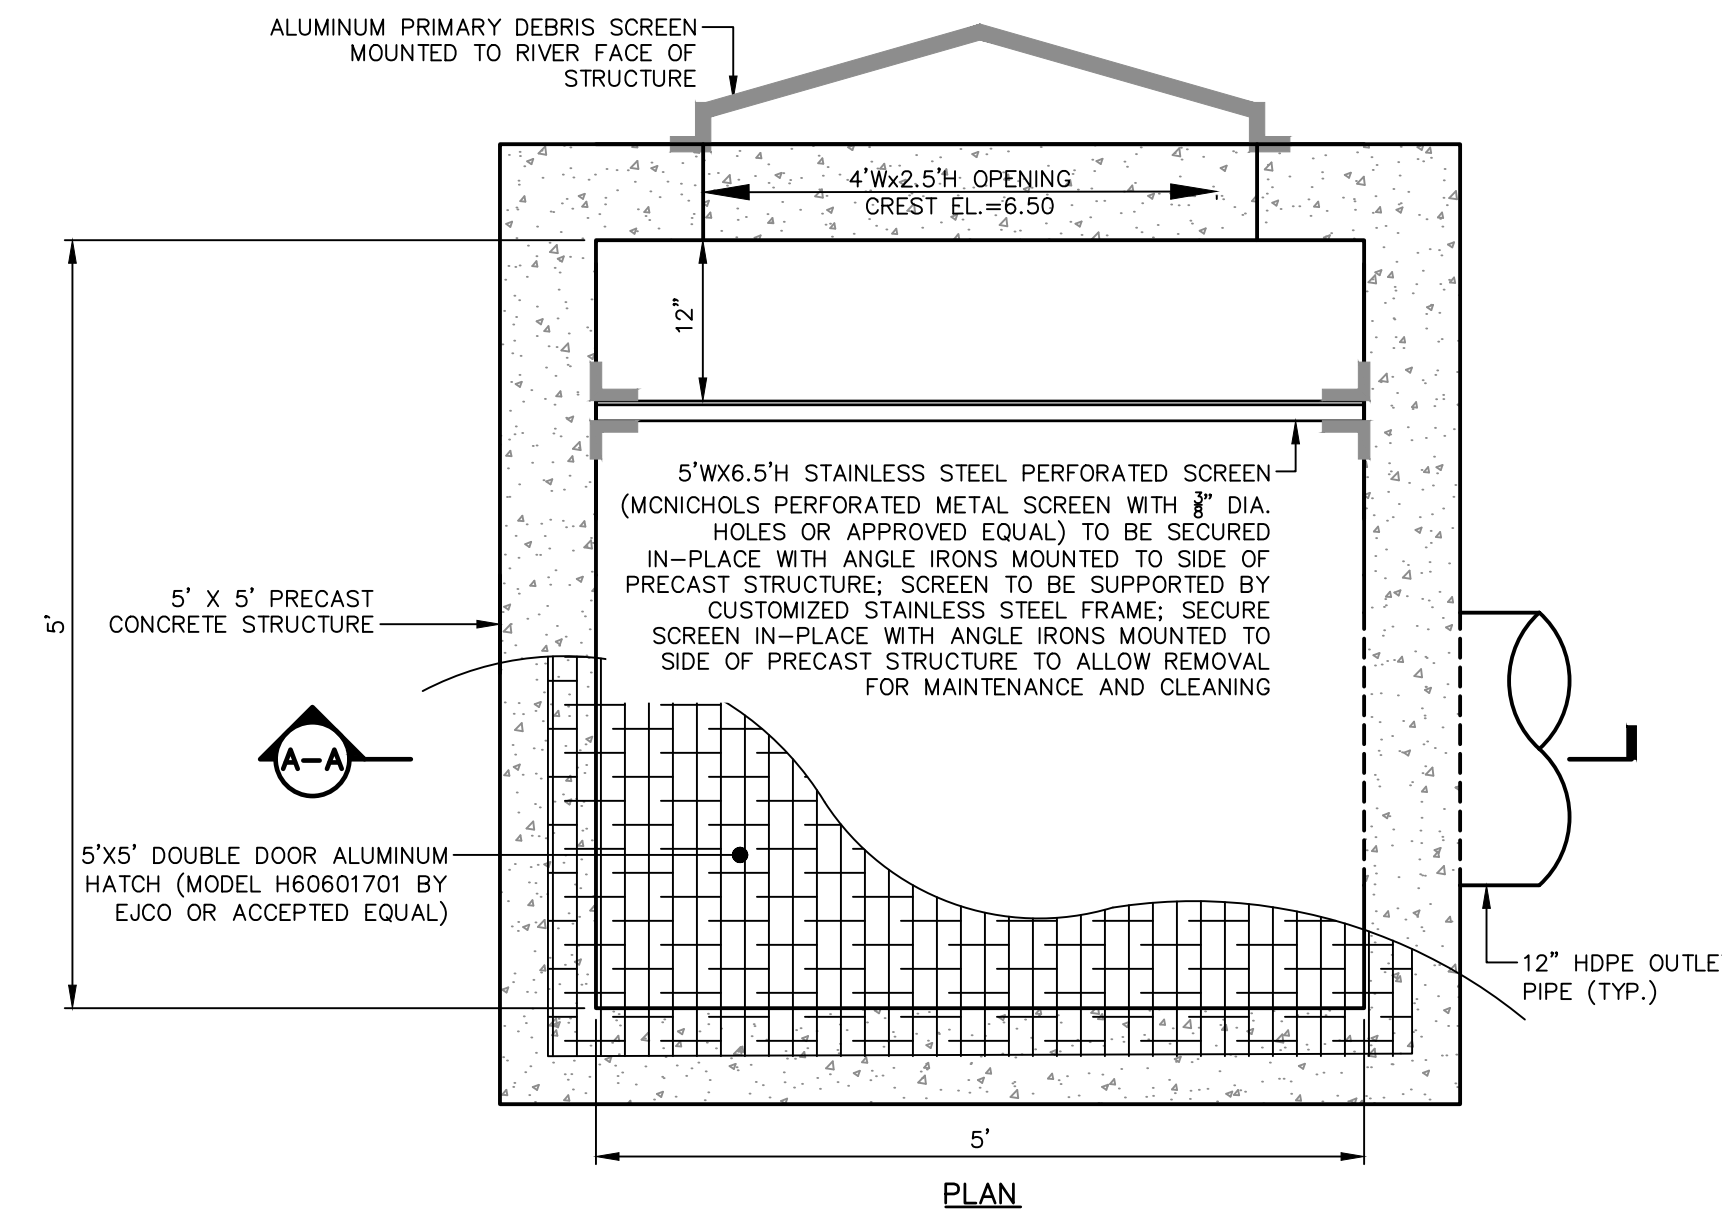 ALUMINUM PRIMARY DEBRIS SCREEN
MOUNTED TO RIVER FACE OF
STRUCTURE
4'Wx2.5'H OPENING
CREST EL.=6.50
12"
5'WX6.5'H STAINLESS STEEL PERFORATED SCREEN
(MCNICHOLS PERFORATED METAL SCREEN WITH 3/8" DIA.
HOLES OR APPROVED EQUAL) TO BE SECURED
IN-PLACE WITH ANGLE IRONS MOUNTED TO SIDE OF
PRECAST STRUCTURE; SCREEN TO BE SUPPORTED BY
CUSTOMIZED STAINLESS STEEL FRAME; SECURE
SCREEN IN-PLACE WITH ANGLE IRONS MOUNTED TO
SIDE OF PRECAST STRUCTURE TO ALLOW REMOVAL
FOR MAINTENANCE AND CLEANING
5' X 5' PRECAST
CONCRETE STRUCTURE
5'
A-A
5'X5' DOUBLE DOOR ALUMINUM
HATCH (MODEL H60601701 BY
EJCO OR ACCEPTED EQUAL)
12" HDPE OUTLE
PIPE (TYP.)
5'
PLAN